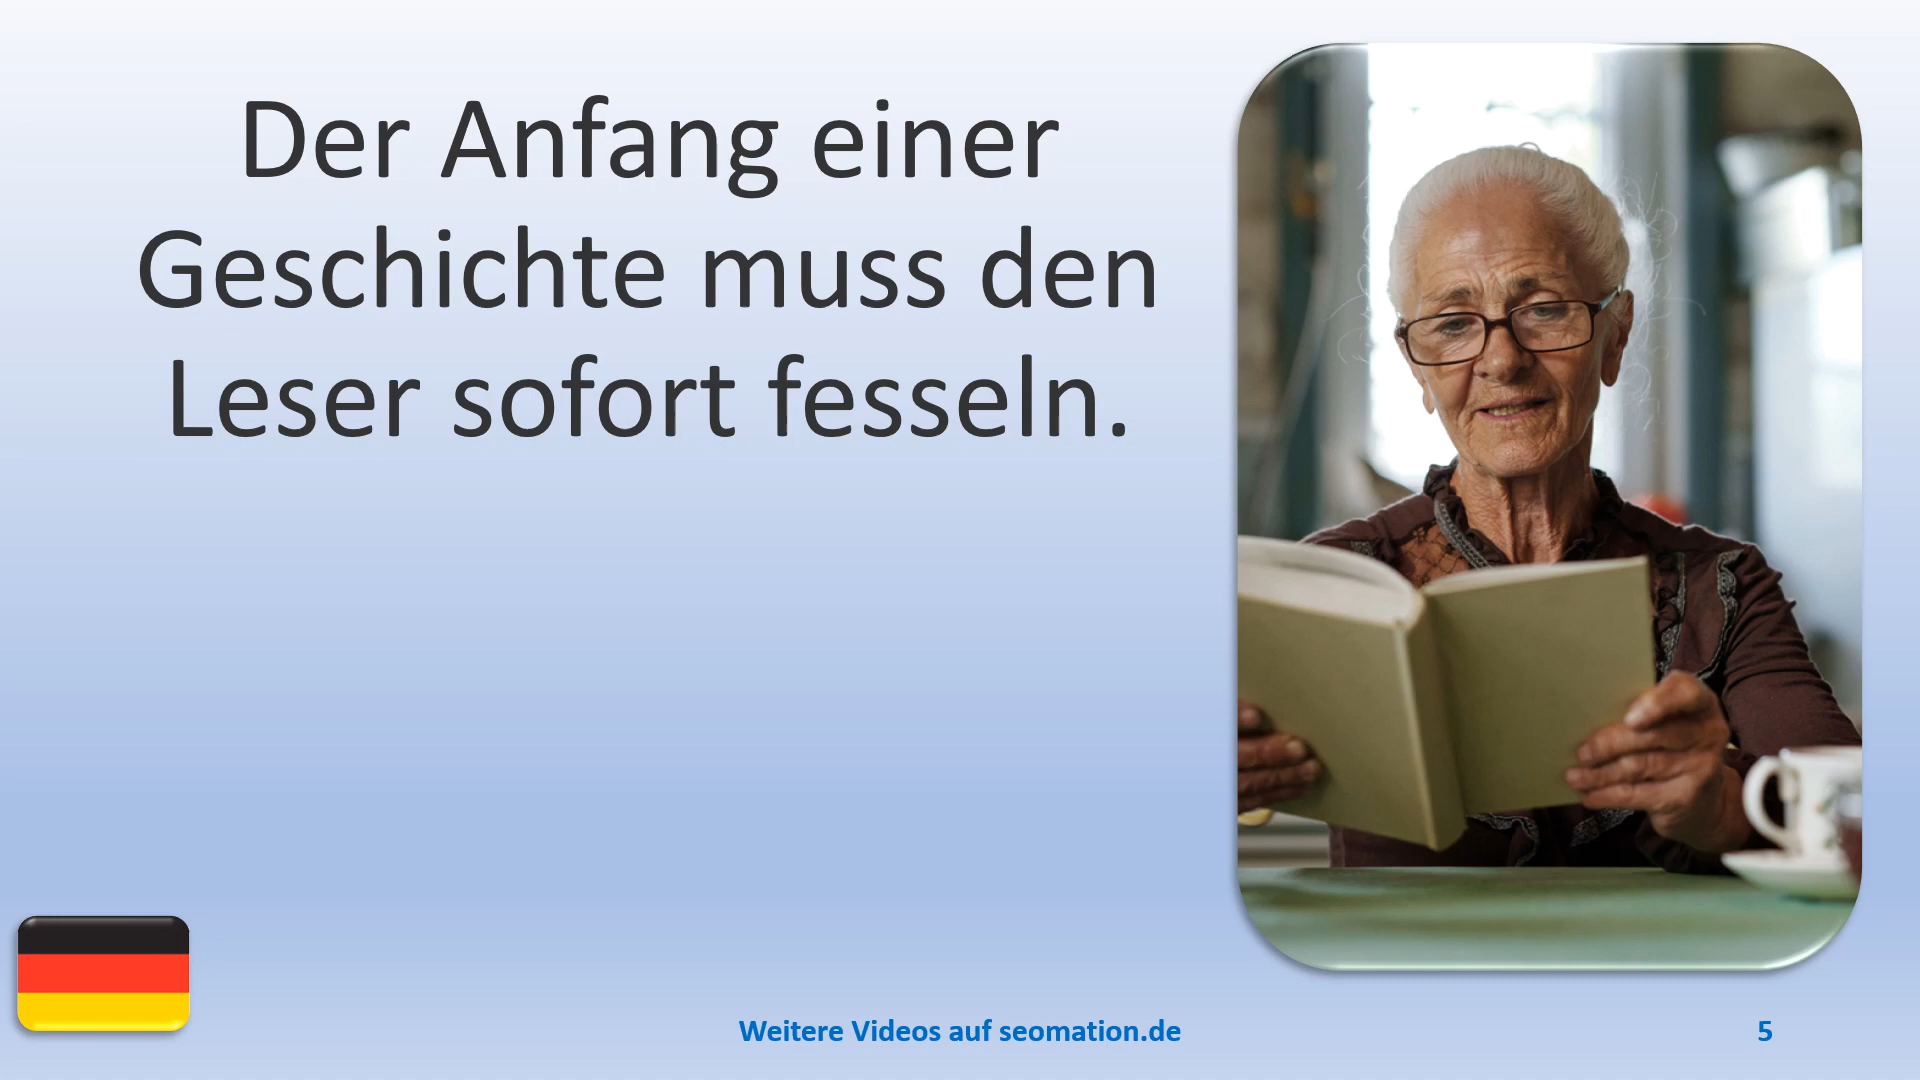 Der Anfang einer
Geschichte muss den
Leser sofort fesseln.
Weitere Videos auf seomation.de
5